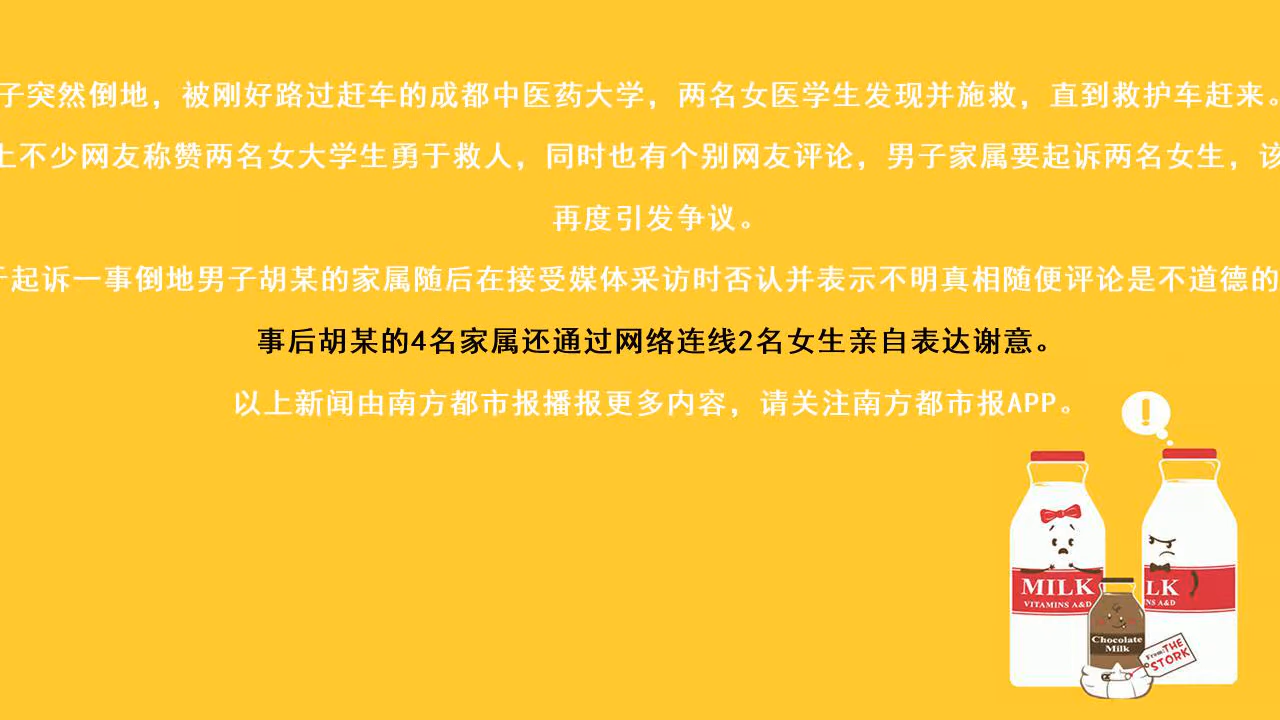 子突然倒地，被刚好路过赶车的成都中医药大学，两名女医学生发现并施救，直到救护车赶来。
上不少网友称赞两名女大学生勇于救人，同时也有个别网友评论，男子家属要起诉两名女生，该
再度引发争议。
于起诉一事倒地男子胡某的家属随后在接受媒体采访时否认并表示不明真相随便评论是不道德的
事后胡某的4名家属还通过网络连线2名女生亲自表达谢意。
以上新闻由南方都市报播报更多内容，请关注南方都市报APP。
!
MILK
VITAMINS A&D
LK
NS A&D
Chocolate
Milk
From:THE
STORK